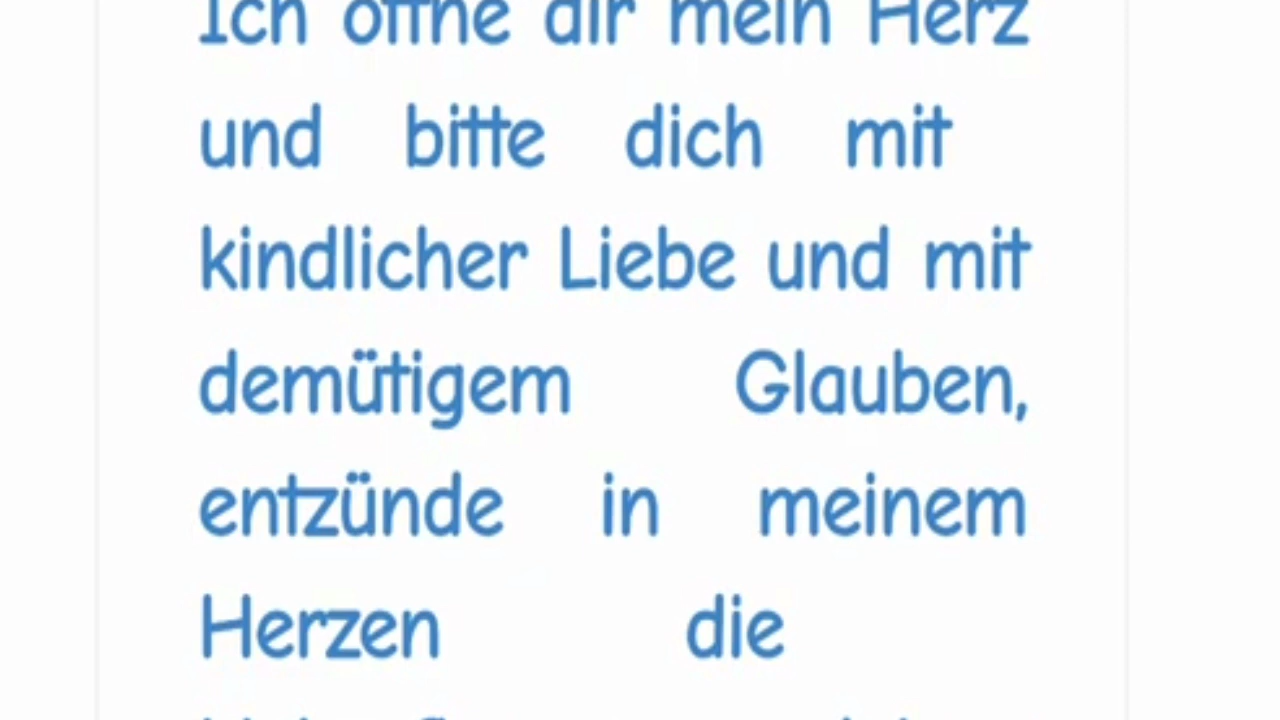 Ich öffne dir mein Herz
und bitte dich mit
kindlicher Liebe und mit
demütigem Glauben,
entzünde in meinem
Herzen die